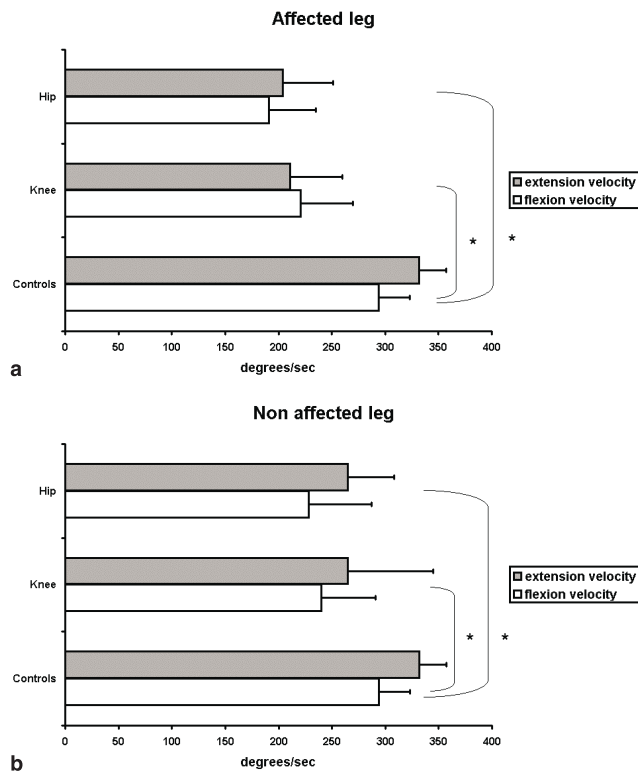 Affected leg
Hip
Knee
Controls
extension velocity
flexion velocity
*
*
0 50 100 150 200 250 300 350 400
degrees/sec
a
Non affected leg
Hip
Knee
Controls
extension velocity
flexion velocity
* *
0 50 100 150 200 250 300 350 400
degrees/sec
b